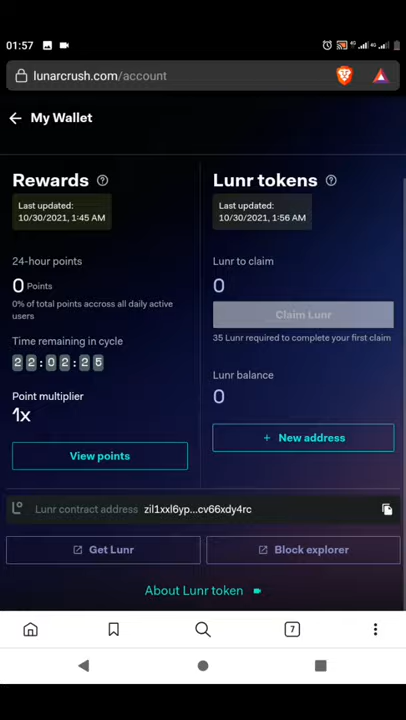 01:57
4G
4G
lunarcrush.com/account
My Wallet
Rewards
Last updated:
10/30/2021, 1:45 AM
24-hour points
0 Points
0% of total points accross all daily active
users
Time remaining in cycle
22:02:25
Point multiplier
1x
View points
Lunr tokens
Last updated:
10/30/2021, 1:56 AM
Lunr to claim
0
Claim Lunr
35 Lunr required to complete your first claim
Lunr balance
0
+ New address
Lunr contract address zil1xxl6yp...cv66xdy4rc
Get Lunr
Block explorer
About Lunr token
7